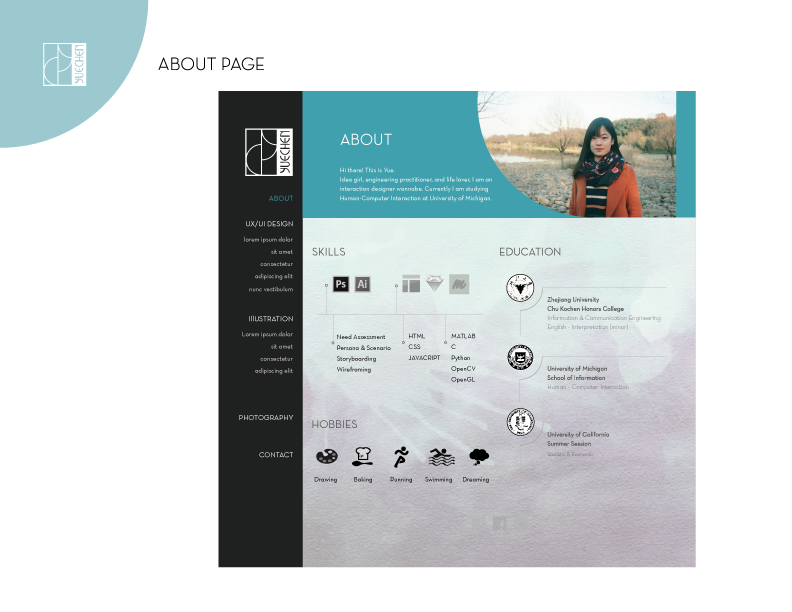 YUECHEN
ABOUT PAGE
YUECHEN
ABOUT
UX/UI DESIGN
lorem ipsum dolor
sit amet
consectetur
adipiscing elit
nunc vestibulum
IllUSTRATION
Lorem ipsum dolor
sit amet
consectetur
adipiscing elit
PHOTOGRAPHY
CONTACT
ABOUT
Hi there! This is Yue.
Idea girl, engineering practitioner, and life lover, I am an
interaction designer wannabe. Currently I am studying
Human-Computer Interaction at University of Michigan.
SKILLS
Ps Ai
Need Assessment
Persona & Scenario
Storyboarding
Wireframing
HTML
CSS
JAVACRIPT
MATLAB
C
Python
OpenCV
OpenGL
HOBBIES
Drawing Baking Running Swimming Dreaming
EDUCATION
Zhejiang University
Chu Kochen Honors College
Information & Communication Engineering
English - Interpretation (minor)
University of Michigan
School of Information
Human - Computer Interaction
University of California
Summer Session